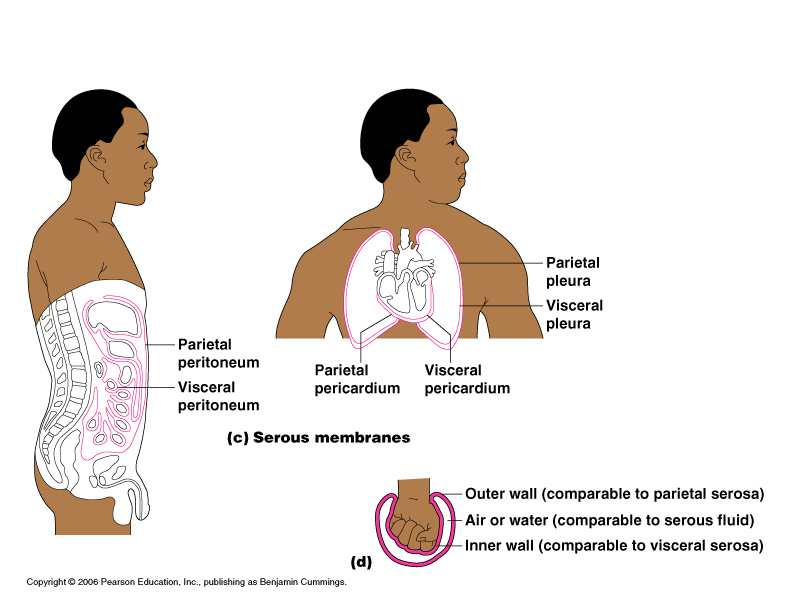 Parietal
pleura
Visceral
pleura
Parietal
peritoneum
Visceral
peritoneum
Parietal
pericardium
Visceral
pericardium
(c) Serous membranes
Outer wall (comparable to parietal serosa)
Air or water (comparable to serous fluid)
Inner wall (comparable to visceral serosa)
(d)
Copyright © 2006 Pearson Education, Inc., publishing as Benjamin Cummings.